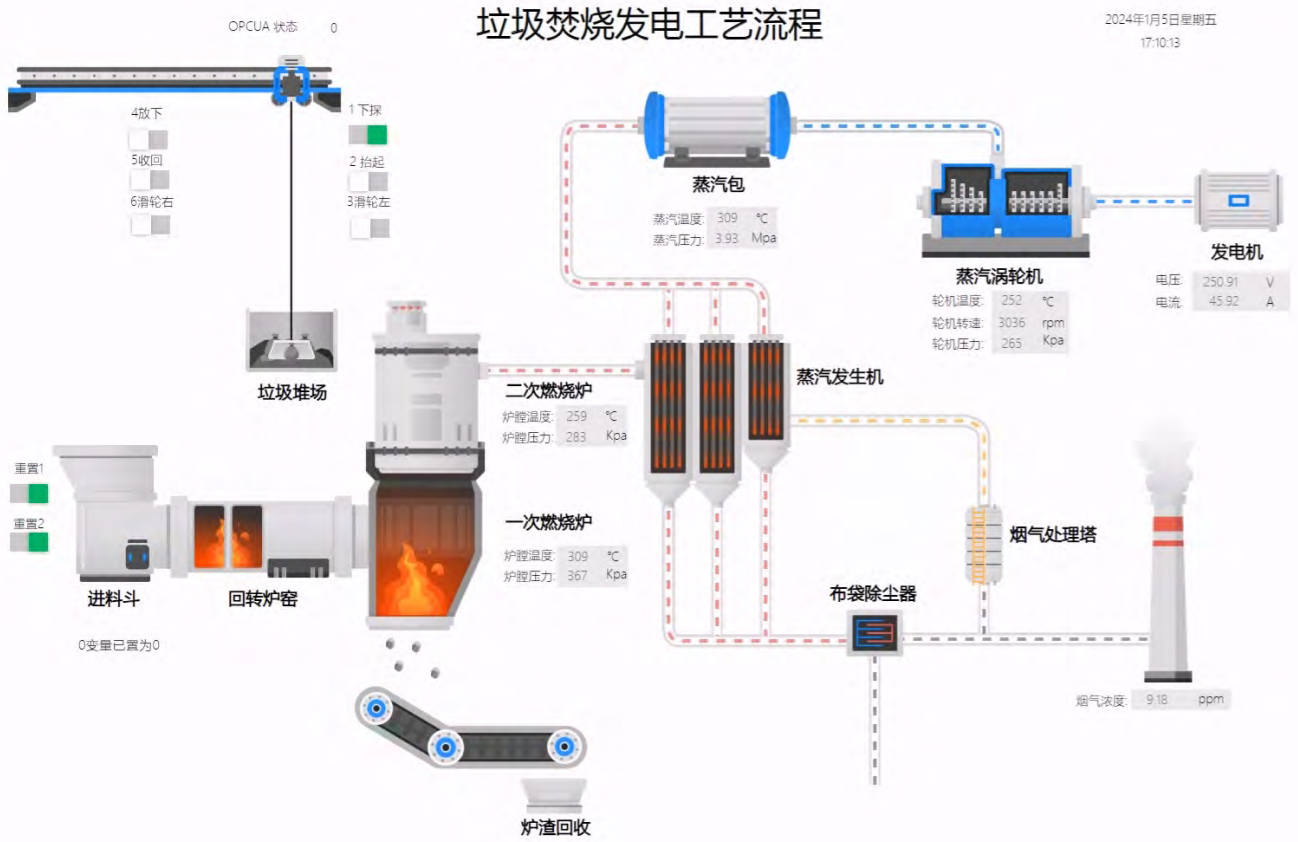 垃圾焚烧发电工艺流程
OPCUA 状态 0
2024年1月5日星期五
17:10:13
4放下
1下探
5收回
2 抬起
6滑轮右
3滑轮左
蒸汽包
蒸汽温度: 309 ℃
蒸汽压力: 3.93 Mpa
蒸汽涡轮机
轮机温度: 252 ℃
轮机转速: 3036 rpm
轮机压力: 265 Kpa
发电机
电压: 250.91 V
电流: 45.92 A
垃圾堆场
二次燃烧炉
炉膛温度: 259 ℃
炉膛压力: 283 Kpa
蒸汽发生机
重置1
重置2
一次燃烧炉
炉膛温度: 309 ℃
炉膛压力: 367 Kpa
烟气处理塔
进料斗
回转炉窑
布袋除尘器
0变量已置为0
烟气浓度: 9.18 ppm
炉渣回收